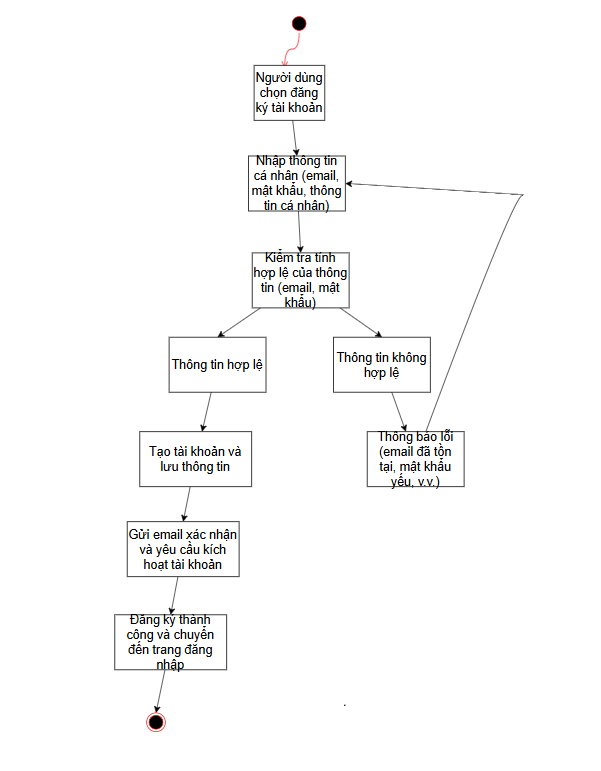 Người dùng
chọn đăng
ký tài khoản
Nhập thông tin
cá nhân (email,
mật khẩu, thông
tin cá nhân)
Kiểm tra tính
hợp lệ của thông
tin (email, mật
khẩu)
Thông tin hợp lệ
Thông tin không
hợp lệ
Tạo tài khoản và
lưu thông tin
Thông báo lỗi
(email đã tồn
tại, mật khẩu
yếu, v.v.)
Gửi email xác nhận
và yêu cầu kích
hoạt tài khoản
Đăng ký thành
công và chuyển
đến trang đăng
nhập
.